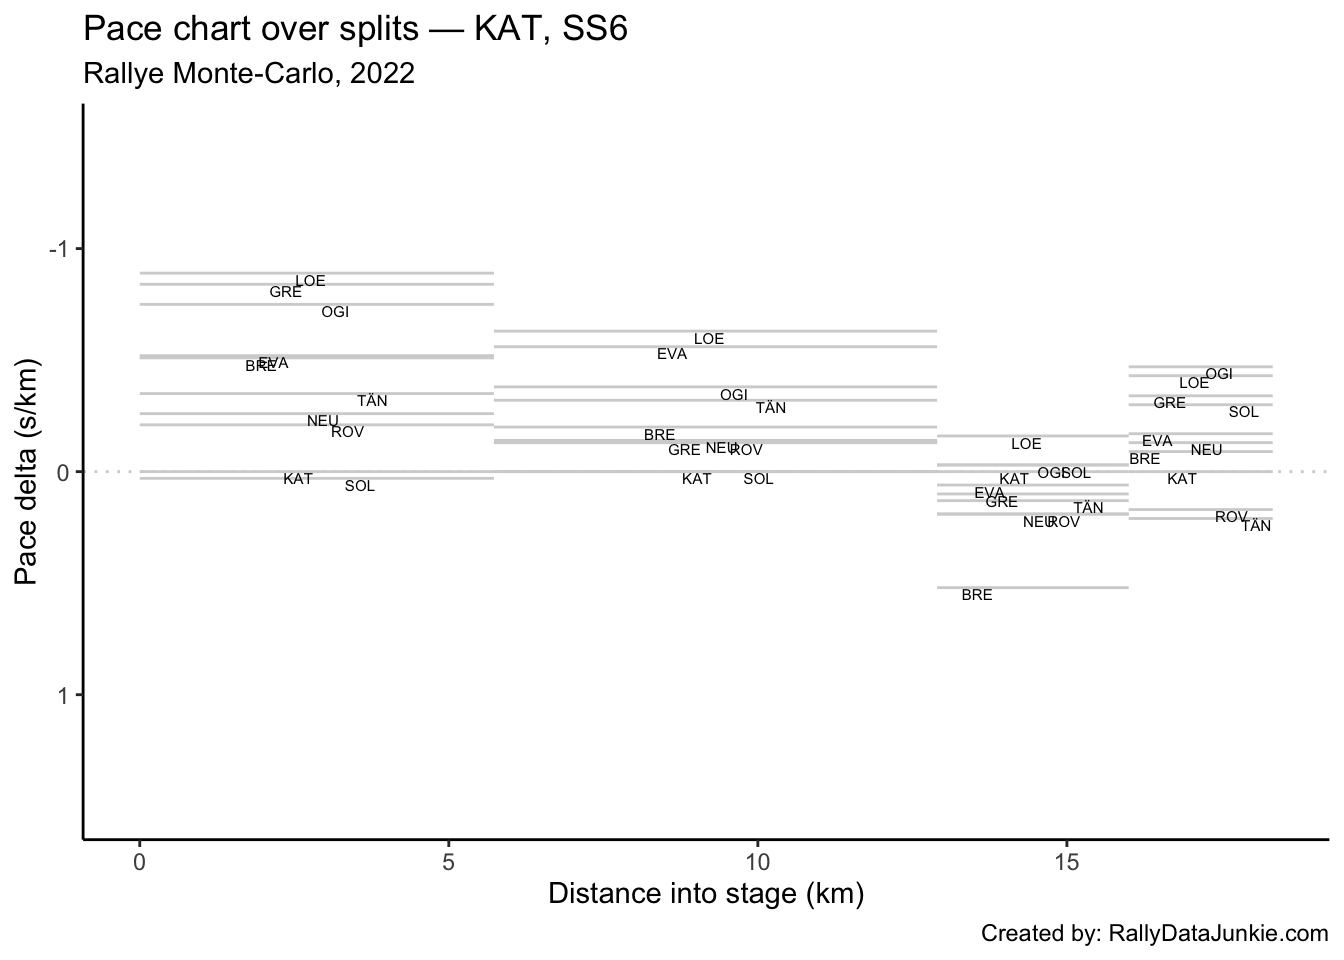 Pace chart over splits — KAT, SS6
Rallye Monte-Carlo, 2022
Pace delta (s/km)
-1
0
1
LOE
GRE
OGI
EVA
BRE
TÄN
NEU
ROV
KAT
SOL
LOE
EVA
OGI
TÄN
BRE
GRE
NEU
ROV
KAT
SOL
LOE
OGI
SOL
KAT
EVA
GRE
TÄN
NEU
ROV
BRE
OGI
LOE
GRE
SOL
EVA
NEU
BRE
KAT
ROV
TÄN
0 5 10 15
Distance into stage (km)
Created by: RallyDataJunkie.com